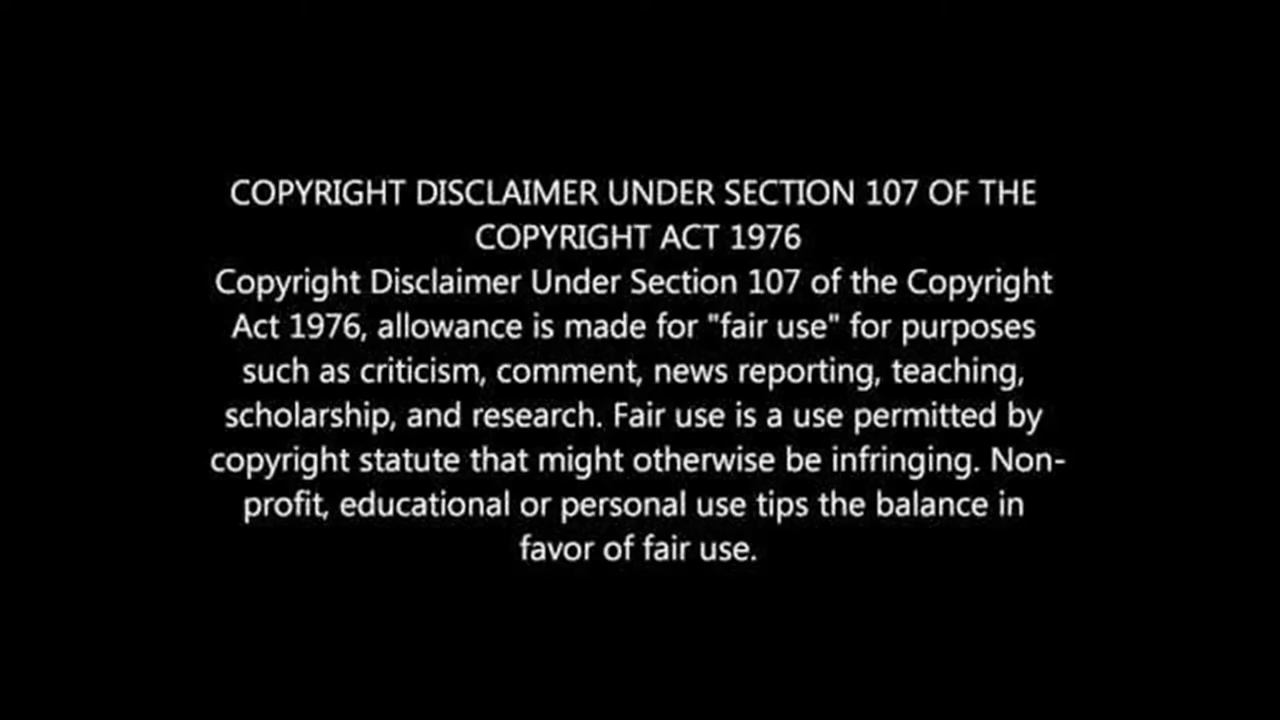 COPYRIGHT DISCLAIMER UNDER SECTION 107 OF THE
COPYRIGHT ACT 1976
Copyright Disclaimer Under Section 107 of the Copyright
Act 1976, allowance is made for "fair use" for purposes
such as criticism, comment, news reporting, teaching,
scholarship, and research. Fair use is a use permitted by
copyright statute that might otherwise be infringing. Non-
profit, educational or personal use tips the balance in
favor of fair use.